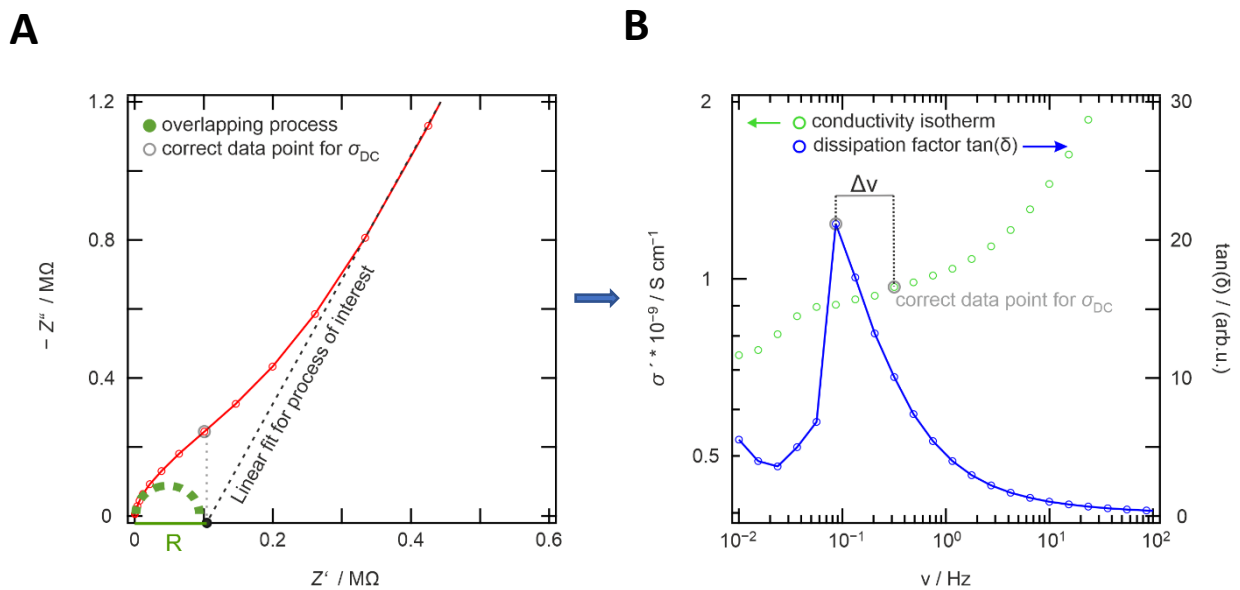 A
B
1.2
0.8
0.4
0
− Z‘‘ / MΩ
overlapping process
correct data point for σDC
Linear fit for process of interest
R
0
0.2
0.4
0.6
Z‘ / MΩ
2
1
0.5
σ ´ * 10⁻⁹ / S cm⁻¹
conductivity isotherm
dissipation factor tan(δ)
Δν
correct data point for σDC
30
20
10
0
tan(δ) / (arb.u.)
10⁻²
10⁻¹
10⁰
10¹
10²
ν / Hz